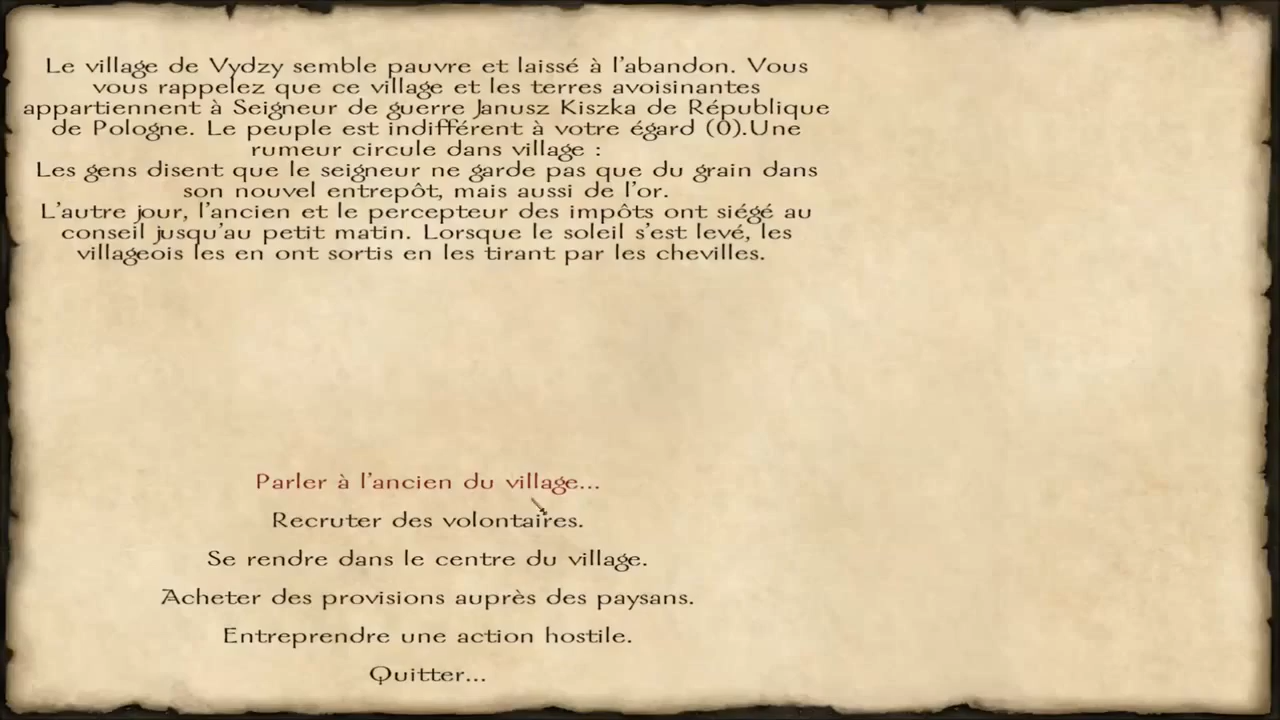 Le village de Vydzy semble pauvre et laissé à l'abandon. Vous
vous rappelez que ce village et les terres avoisinantes
appartiennent à Seigneur de guerre Janusz Kiszka de République
de Pologne. Le peuple est indifférent à votre égard (0).Une
rumeur circule dans village :
Les gens disent que le seigneur ne garde pas que du grain dans
son nouvel entrepôt, mais aussi de l'or.
L'autre jour, l'ancien et le percepteur des impôts ont siégé au
conseil jusqu'au petit matin. Lorsque le soleil s'est levé, les
villageois les en ont sortis en les tirant par les chevilles.
Parler à l'ancien du village...
Recruter des volontaires.
Se rendre dans le centre du village.
Acheter des provisions auprès des paysans.
Entreprendre une action hostile.
Quitter...